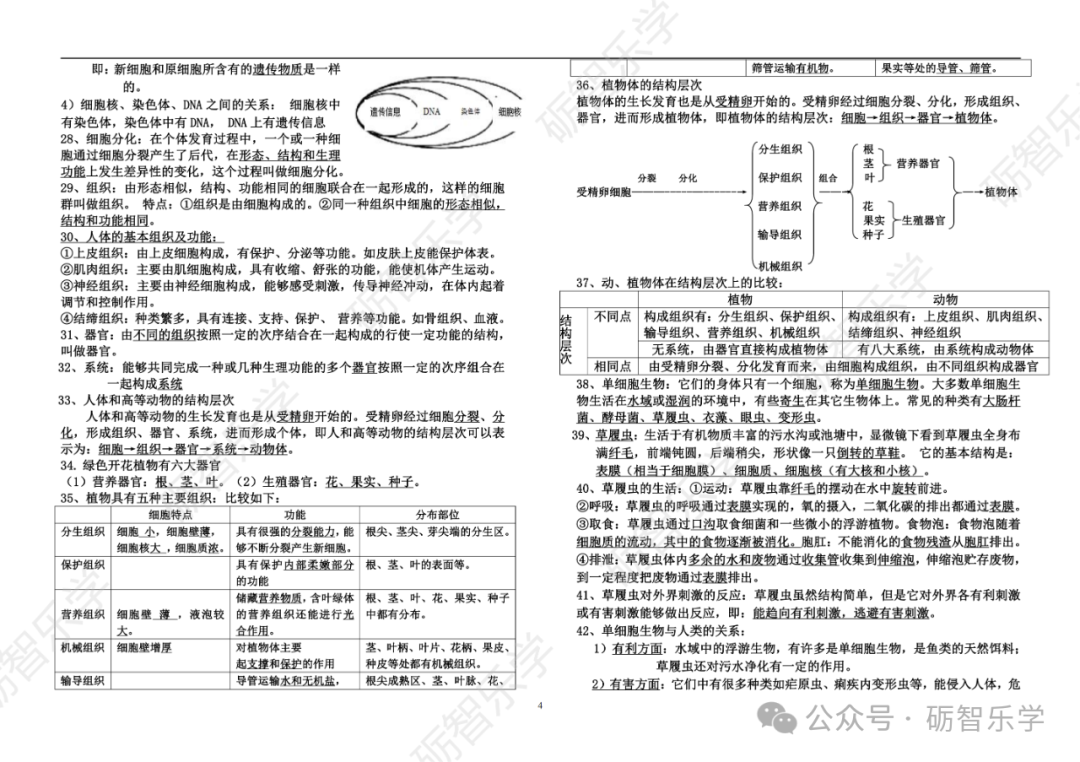 即：新细胞和原细胞所含有的遗传物质是一样
的。
4）细胞核、染色体、DNA 之间的关系： 细胞核中
有染色体，染色体中有 DNA， DNA 上有遗传信息
遗传信息 DNA 染色体 细胞核
28、细胞分化：在个体发育过程中，一个或一种细
胞通过细胞分裂产生了后代，在形态、结构和生理
功能上发生差异性的变化，这个过程叫做细胞分化。
29、组织：由形态相似，结构、功能相同的细胞联合在一起形成的，这样的细胞
群叫做组织。 特点：①组织是由细胞构成的。②同一种组织中细胞的形态相似，
结构和功能相同。
30、人体的基本组织及功能：
①上皮组织：由上皮细胞构成，有保护、分泌等功能。如皮肤上皮能保护体表。
②肌肉组织：主要由肌细胞构成，具有收缩、舒张的功能，能使机体产生运动。
③神经组织：主要由神经细胞构成，能够感受刺激，传导神经冲动，在体内起着
调节和控制作用。
④结缔组织：种类繁多，具有连接、支持、保护、 营养等功能。如骨组织、血液。
31、器官：由不同的组织按照一定的次序结合在一起构成的行使一定功能的结构，
叫做器官。
32、系统：能够共同完成一种或几种生理功能的多个器官按照一定的次序组合在
一起构成系统
33、人体和高等动物的结构层次
人体和高等动物的生长发育也是从受精卵开始的。受精卵经过细胞分裂、分
化，形成组织、器官、系统，进而形成个体，即人和高等动物的结构层次可以表
示为：细胞→组织→器官→系统→动物体。
34. 绿色开花植物有六大器官
（1）营养器官：根、茎、叶。（2）生殖器官：花、果实、种子。
35、植物具有五种主要组织：比较如下：
细胞特点 功能 分布部位
分生组织 细胞 小，细胞壁薄， 具有很强的分裂能力，能 根尖、茎尖、芽尖端的分生区。
细胞核大，细胞质浓。 够不断分裂产生新细胞。
保护组织 具有保护内部柔嫩部分 根、茎、叶的表面等。
的功能
储藏营养物质，含叶绿体 根、茎、叶、花、果实、种子
营养组织 细胞壁 薄 ，液泡较 的营养组织还能进行光 中都有分布。
大。 合作用。
机械组织 细胞壁增厚 对植物体主要 茎、叶柄、叶片、花柄、果皮、
起支撑和保护的作用 种皮等处都有机械组织。
输导组织 导管运输水和无机盐， 根尖成熟区、茎、叶脉、花、
筛管运输有机物。 果实等处的导管、筛管。
36、植物体的结构层次
植物体的生长发育也是从受精卵开始的。受精卵经过细胞分裂、分化，形成组织、
器官，进而形成植物体，即植物体的结构层次：细胞→组织→器官→植物体。
受精卵细胞 分裂 分化
分生组织
保护组织
营养组织
输导组织
机械组织
组合
根
茎 营养器官
叶
花
果实 生殖器官
种子
植物体
37、动、植物体在结构层次上的比较：
植物 动物
结构层次
不同点 构成组织有：分生组织、保护组织、 构成组织有：上皮组织、肌肉组织、
输导组织、营养组织、机械组织 结缔组织、神经组织
无系统，由器官直接构成植物体 有八大系统，由系统构成动物体
相同点 由受精卵分裂、分化发育而来，由细胞构成组织，由不同组织构成器官
38、单细胞生物：它们的身体只有一个细胞，称为单细胞生物。大多数单细胞生
物生活在水域或湿润的环境中，有些寄生在其它生物体上。常见的种类有大肠杆
菌、酵母菌、草履虫、衣藻、眼虫、变形虫。
39、草履虫：生活于有机物质丰富的污水沟或池塘中，显微镜下看到草履虫全身布
满纤毛，前端钝圆，后端稍尖，形状像一只倒转的草鞋。 它的基本结构是：
表膜（相当于细胞膜）、细胞质、细胞核（有大核和小核）。
40、草履虫的生活：①运动：草履虫靠纤毛的摆动在水中旋转前进。
②呼吸：草履虫的呼吸通过表膜实现的，氧的摄入，二氧化碳的排出都通过表膜。
③取食：草履虫通过口沟取食细菌和一些微小的浮游植物。食物泡：食物泡随着
细胞质的流动，其中的食物逐渐被消化。胞肛：不能消化的食物残渣从胞肛排出。
④排泄：草履虫体内多余的水和废物通过收集管收集到伸缩泡，伸缩泡贮存废物，
到一定程度把废物通过表膜排出。
41、草履虫对外界刺激的反应：草履虫虽然结构简单，但是它对外界各有利刺激
或有害刺激能够做出反应，即：能趋向有利刺激，逃避有害刺激。
42、单细胞生物与人类的关系：
1）有利方面：水域中的浮游生物，有许多是单细胞生物，是鱼类的天然饵料；
草履虫还对污水净化有一定的作用。
2）有害方面：它们中有很多种类如疟原虫、痢疾内变形虫等，能侵入人体，危
4
公众号 · 砺智乐学
砺智乐学